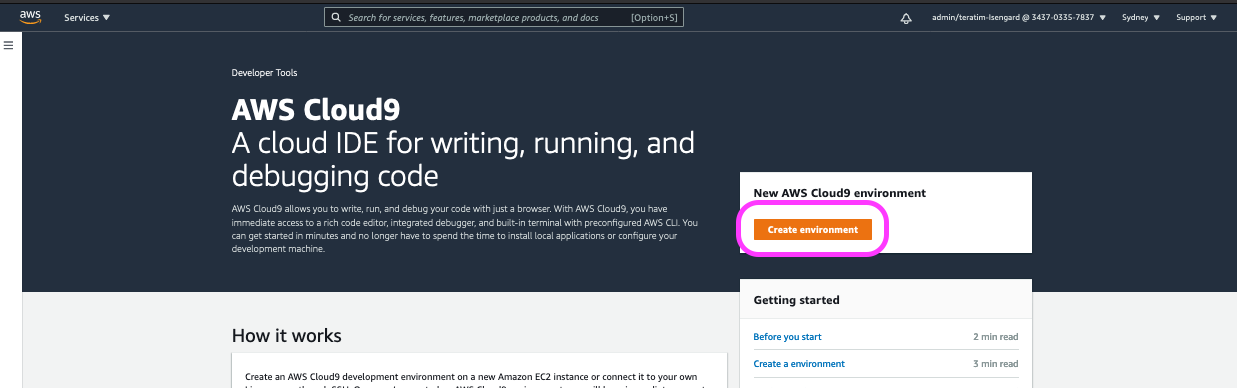 aws
Services
Search for services, features, marketplace products, and docs
[Option+S]
admin/teratim-Isengard @ 3437-0335-7837
Sydney
Support
Developer Tools
AWS Cloud9
A cloud IDE for writing, running, and
debugging code
AWS Cloud9 allows you to write, run, and debug your code with just a browser. With AWS Cloud9, you have
immediate access to a rich code editor, integrated debugger, and built-in terminal with preconfigured AWS CLI. You
can get started in minutes and no longer have to spend the time to install local applications or configure your
development machine.
New AWS Cloud9 environment
Create environment
Getting started
Before you start
2 min read
Create a environment
3 min read
How it works
Create an AWS Cloud9 development environment on a new Amazon EC2 instance or connect it to your own